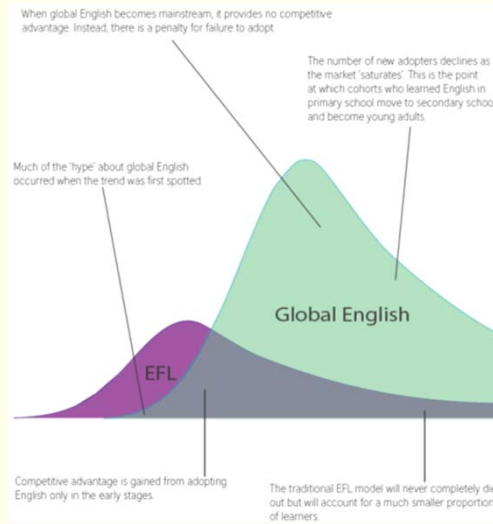 When global English becomes mainstream, it provides no competitive
advantage. Instead, there is a penalty for failure to adopt.
The number of new adopters declines as
the market 'saturates'. This is the point
at which cohorts who learned English in
primary school move to secondary schoo
and become young adults.
Much of the 'hype' about global English
occurred when the trend was first spotted
Global English
EFL
Competitive advantage is gained from adopting
English only in the early stages.
The traditional EFL model will never completely die
out but will account for a much smaller proportion
of learners.